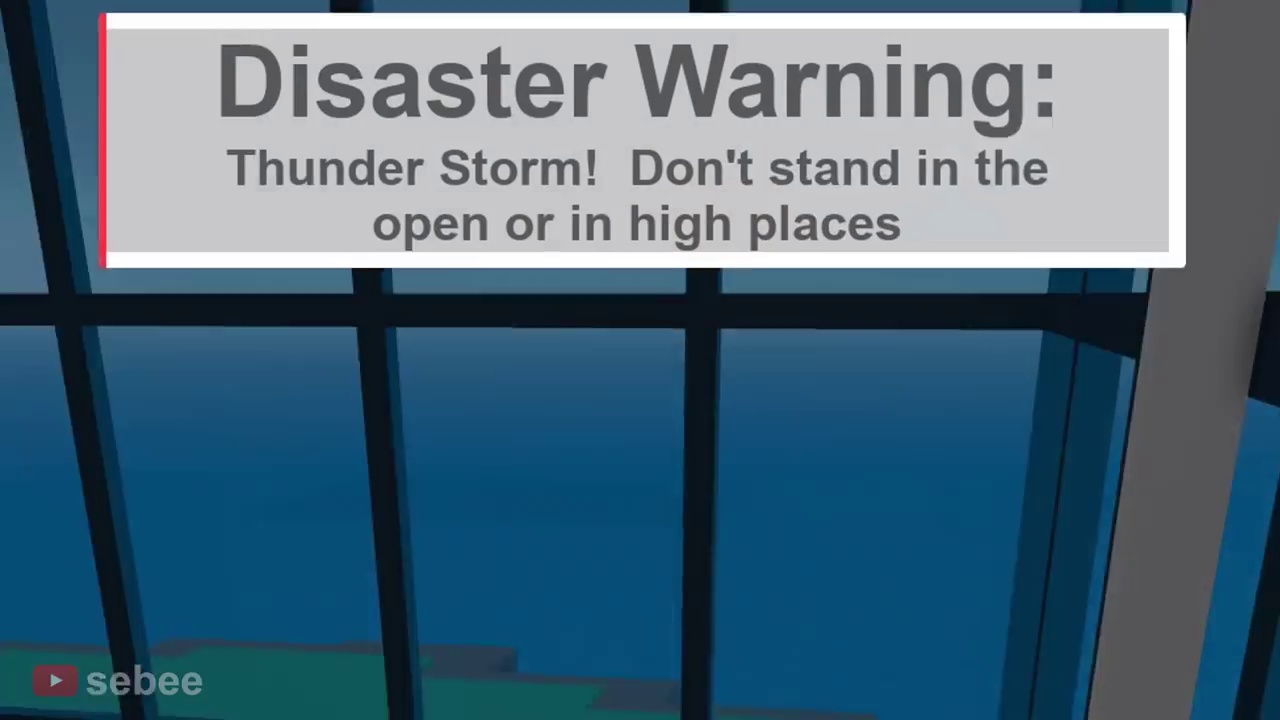 Disaster Warning:
Thunder Storm!  Don't stand in the
open or in high places
sebee